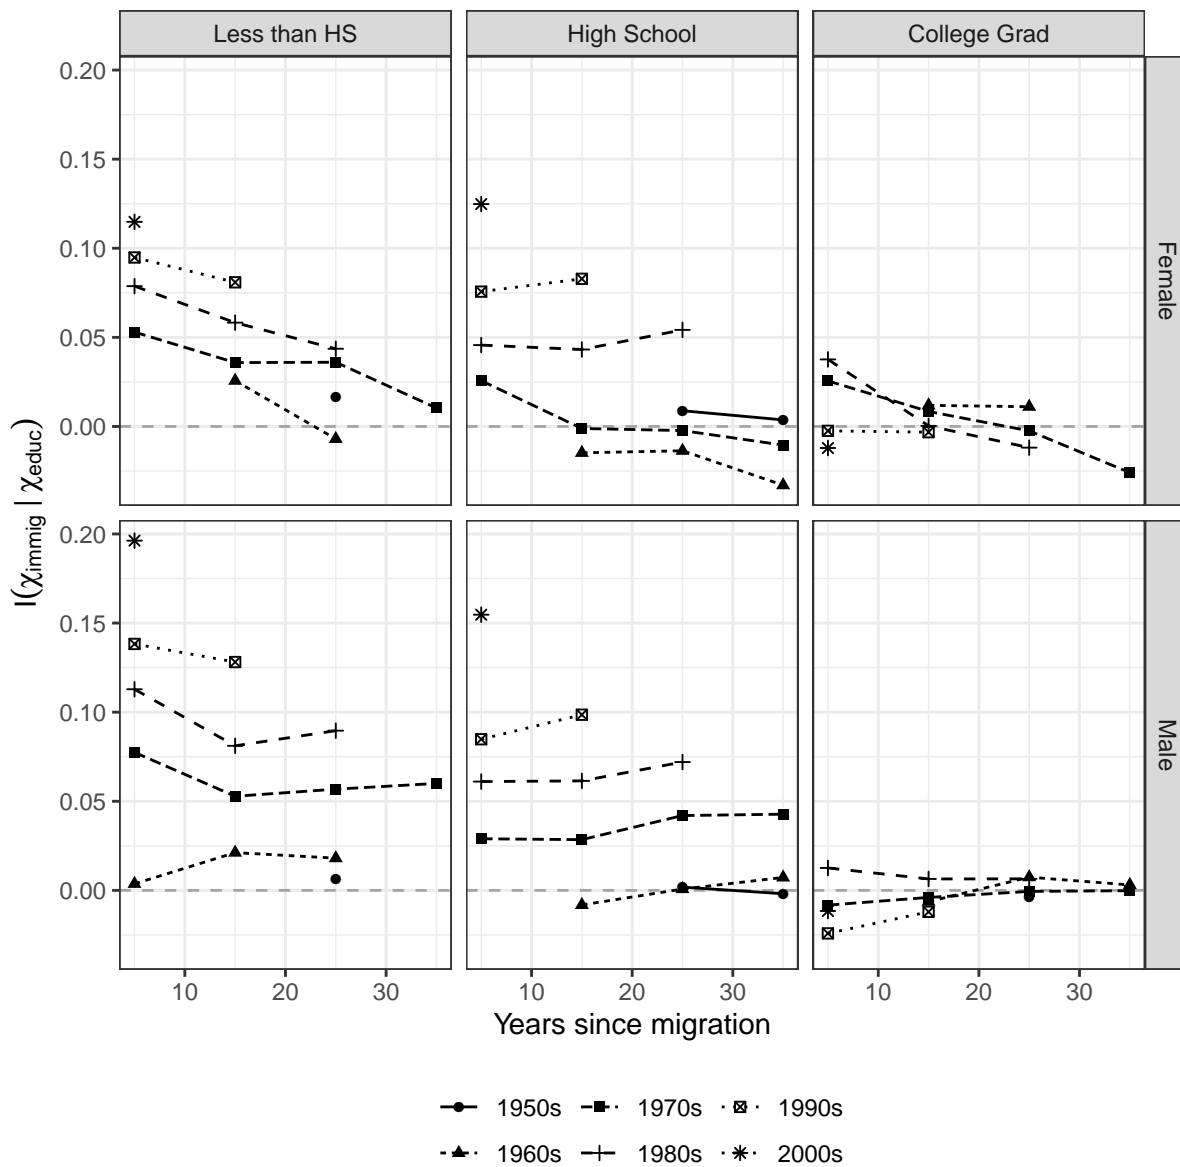 Less than HS High School College Grad
0.20
0.15
0.10
0.05
0.00
Female
0.20
0.15
0.10
0.05
0.00
Male
I(χimmig | χeduc)
10 20 30 10 20 30 10 20 30
Years since migration
1950s 1970s 1990s
1960s 1980s 2000s